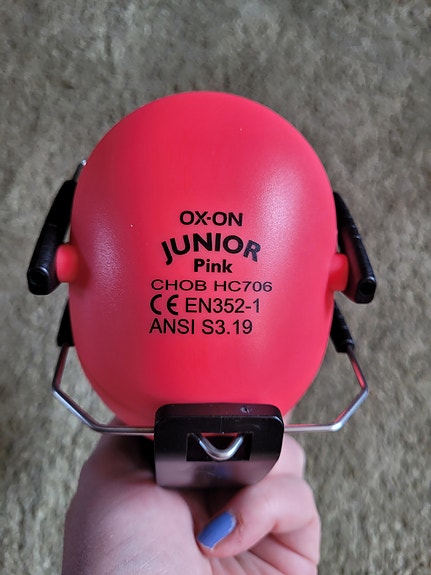 OX-ON
JUNIOR
Pink
CHOB HC706
CE EN352-1
ANSI S3.19